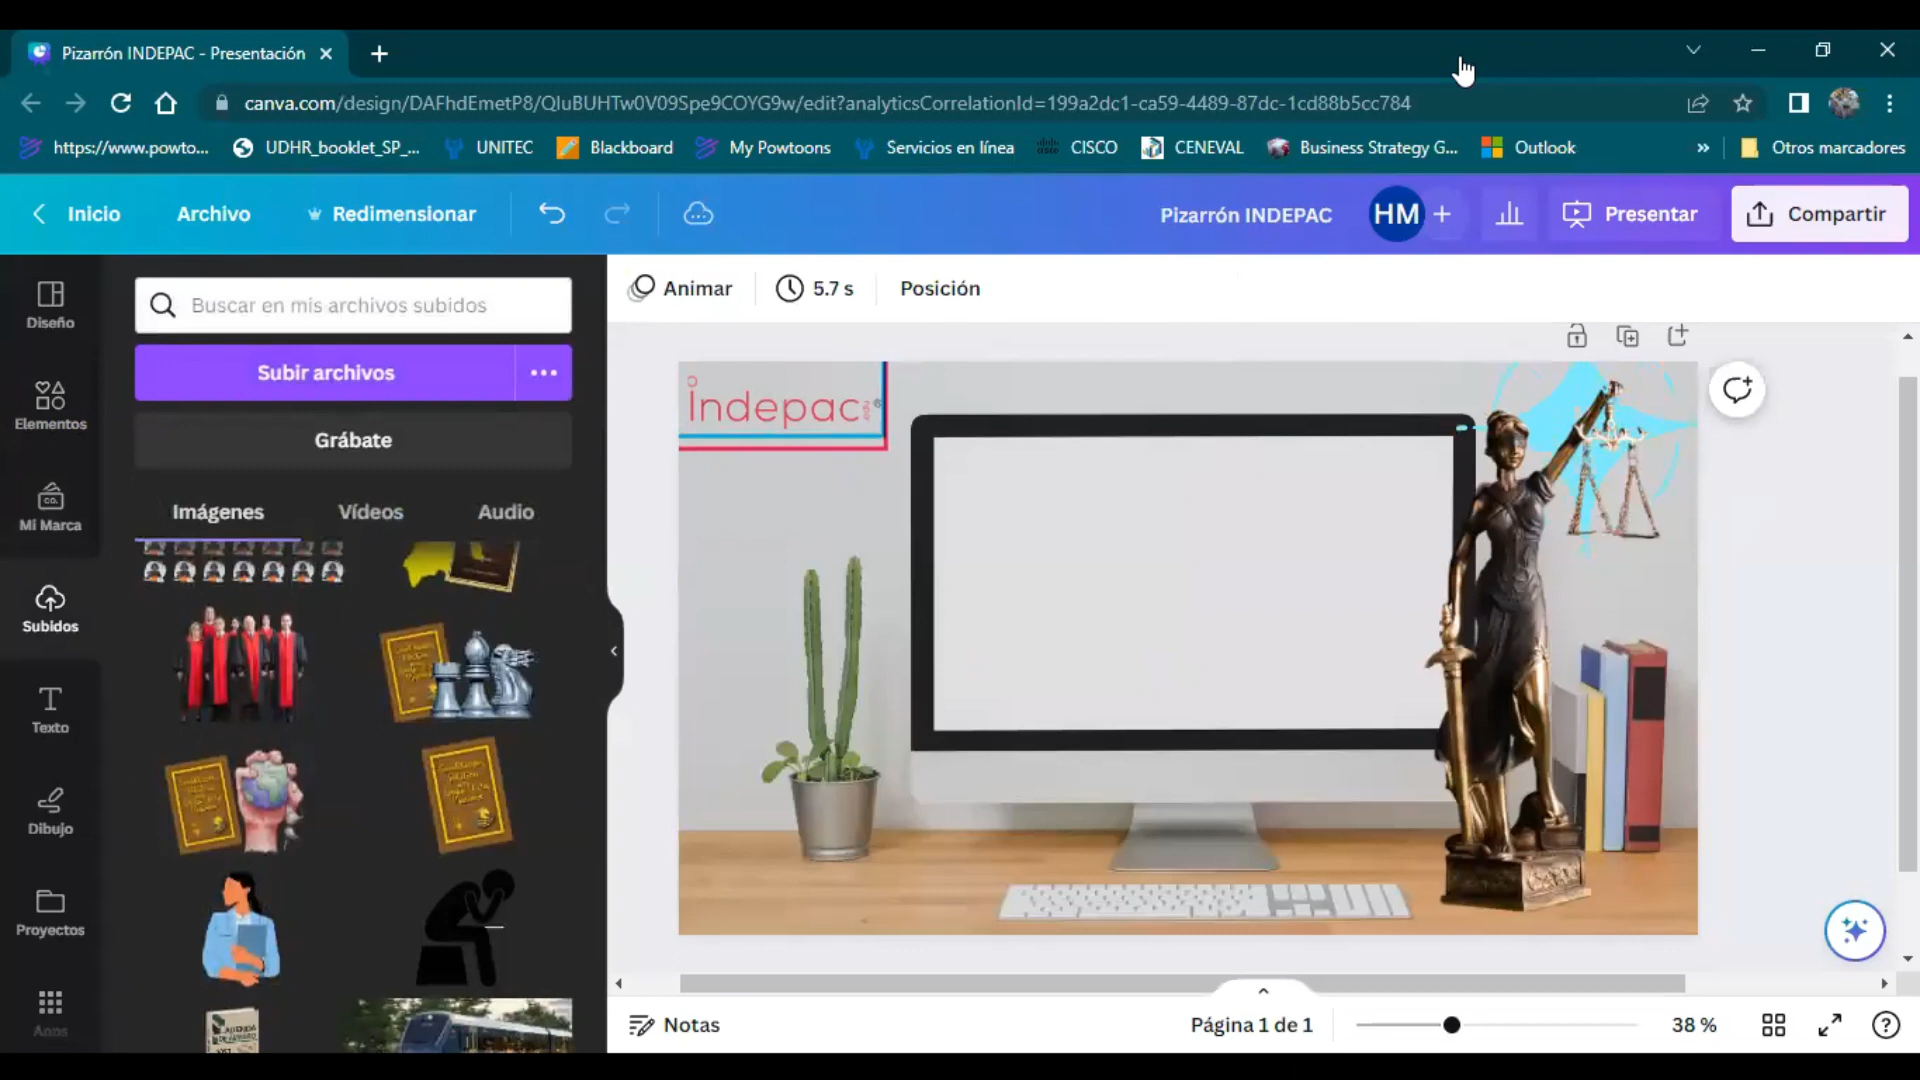 Pizarrón INDEPAC - Presentación
canva.com/design/DAFhdEmetP8/QIuBUHTw0V09Spe9COYG9w/edit?analyticsCorrelationId=199a2dc1-ca59-4489-87dc-1cd88b5cc784
https://www.powto... UDHR_booklet_SP_... UNITEC Blackboard My Powtoons Servicios en línea CISCO CENEVAL Business Strategy G... Outlook » Otros marcadores
Inicio Archivo Redimensionar Pizarrón INDEPAC HM + Presentar Compartir
Animar 5.7 s Posición
Diseño
Elementos
Mi Marca
Subidos
Texto
Dibujo
Proyectos
Apps
Buscar en mis archivos subidos
Subir archivos
Grábate
Imágenes Vídeos Audio
AGENDA
indepac
Notas Página 1 de 1 38 %